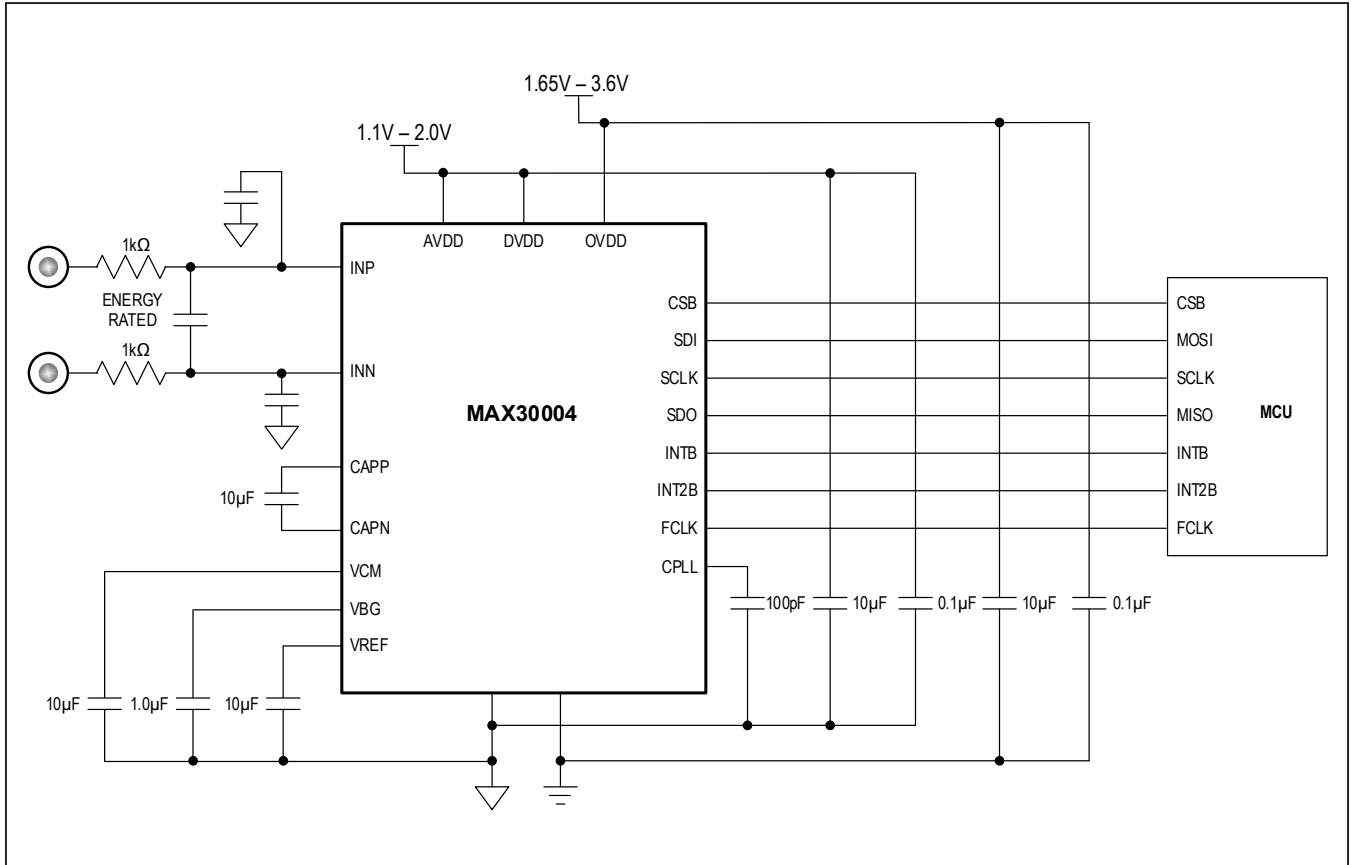 1.65V – 3.6V
1.1V – 2.0V
AVDD
DVDD
OVDD
1kΩ
INP
ENERGY
RATED
1kΩ
INN
CSB
CSB
SDI
MOSI
SCLK
SCLK
MAX30004
SDO
MISO
MCU
INTB
INTB
CAPP
INT2B
INT2B
10µF
CAPN
FCLK
FCLK
VCM
CPLL
VBG
100pF
10µF
0.1µF
10µF
0.1µF
VREF
10µF
1.0µF
10µF